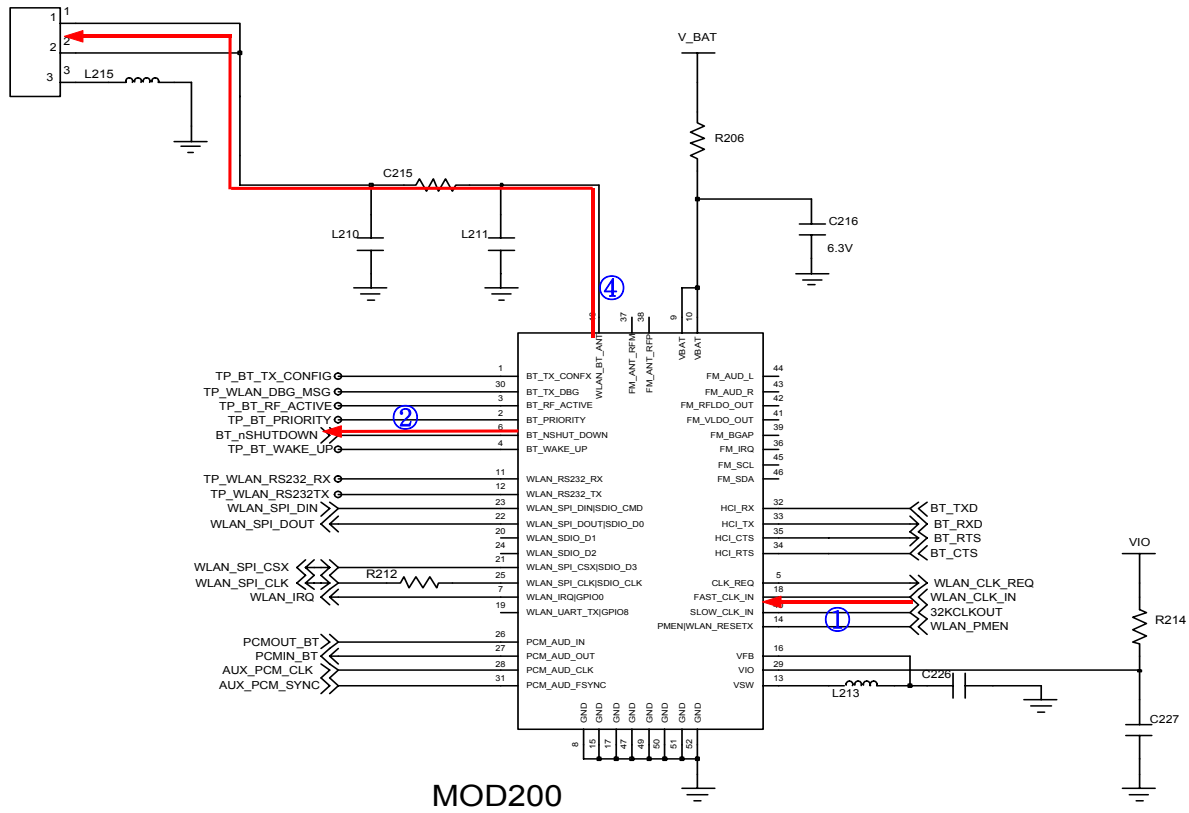 1 1
2 2
3 3
L215
V_BAT
R206
C215
C216
6.3V
L210
L211
④
37
38
9
10
WLAN_BT_ANT
FM_ANT_RFM
FM_ANT_RFP
VBAT
VBAT
TP_BT_TX_CONFIG 1 BT_TX_CONFX FM_AUD_L 44
TP_WLAN_DBG_MSG 30 BT_TX_DBG FM_AUD_R 43
TP_BT_RF_ACTIVE 3 BT_RF_ACTIVE FM_RFLDO_OUT 42
TP_BT_PRIORITY ② 2 BT_PRIORITY FM_VLDO_OUT 41
BT_nSHUTDOWN 6 BT_NSHUT_DOWN FM_BGAP 39
TP_BT_WAKE_UP 4 BT_WAKE_UP FM_IRQ 36
FM_SCL 45
FM_SDA 46
TP_WLAN_RS232_RX 11 WLAN_RS232_RX
TP_WLAN_RS232TX 12 WLAN_RS232_TX
WLAN_SPI_DIN 23 WLAN_SPI_DIN|SDIO_CMD HCI_RX 32 BT_TXD
WLAN_SPI_DOUT 22 WLAN_SPI_DOUT|SDIO_D0 HCI_TX 33 BT_RXD
20 WLAN_SDIO_D1 HCI_CTS 35 BT_RTS
24 WLAN_SDIO_D2 HCI_RTS 34 BT_CTS
VIO
WLAN_SPI_CSX 21 WLAN_SPI_CSX|SDIO_D3
WLAN_SPI_CLK R212 25 WLAN_SPI_CLK|SDIO_CLK CLK_REQ 5 WLAN_CLK_REQ
WLAN_IRQ 7 WLAN_IRQ|GPIO0 FAST_CLK_IN 18 WLAN_CLK_IN
19 WLAN_UART_TX|GPIO8 SLOW_CLK_IN 32KCLKOUT
PMEN|WLAN_RESETX 14 ① WLAN_PMEN
R214
PCMOUT_BT 26 PCM_AUD_IN VFB 16
PCMIN_BT 27 PCM_AUD_OUT VIO 29
AUX_PCM_CLK 28 PCM_AUD_CLK VSW 13 L213 C226
AUX_PCM_SYNC 31 PCM_AUD_FSYNC
C227
GND GND GND GND GND GND GND GND
8 15 17 47 49 50 51 52
MOD200